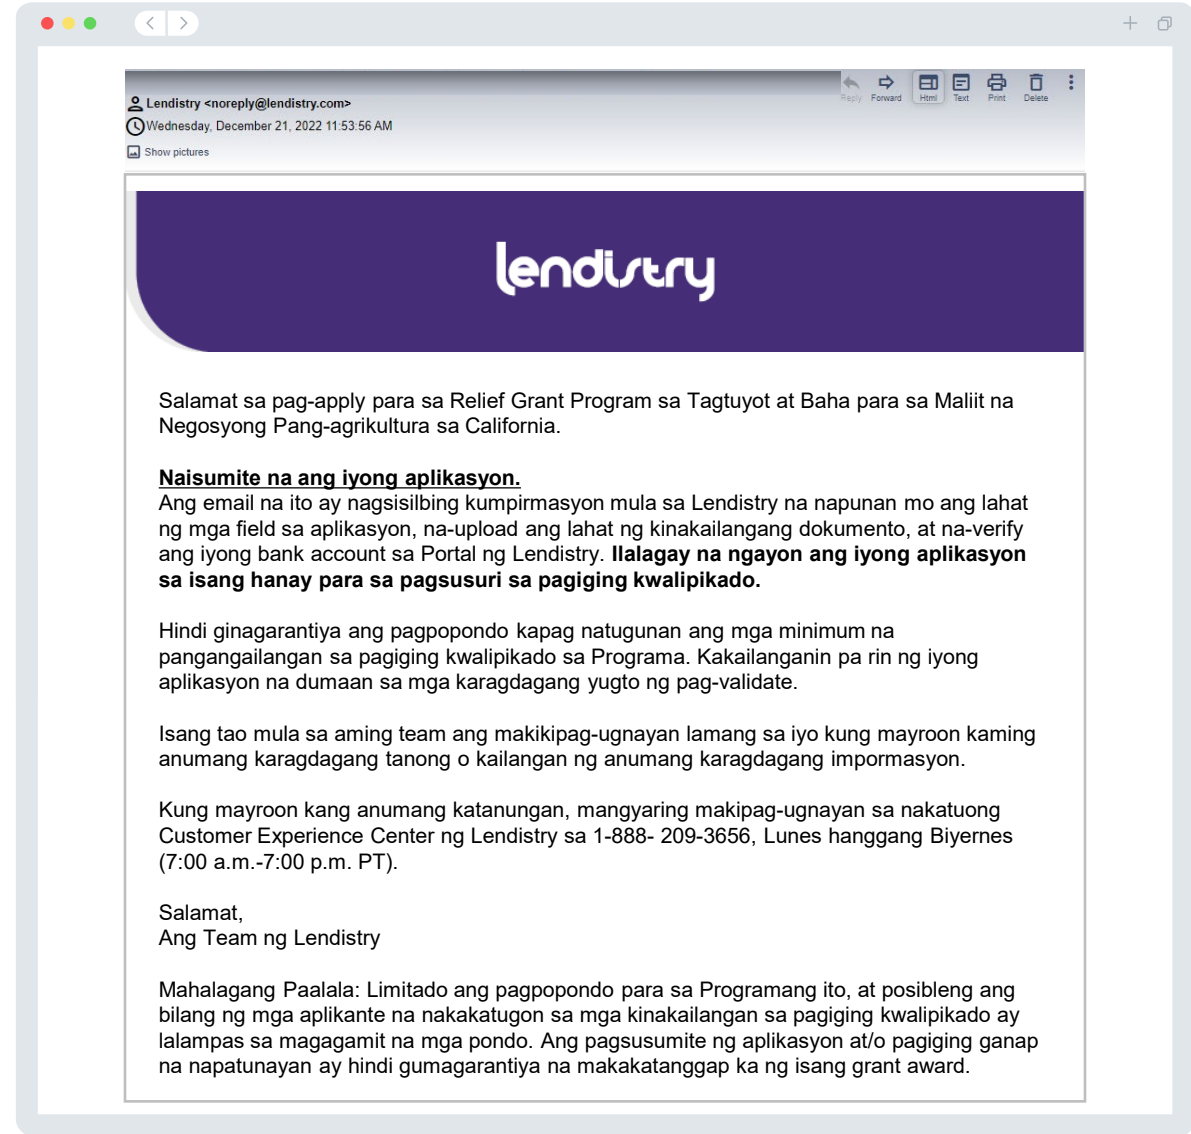 Lendistry <noreply@lendistry.com>
Reply Forward Html Text Print Delete
Wednesday, December 21, 2022 11:53:56 AM
Show pictures
lendistry
Salamat sa pag-apply para sa Relief Grant Program sa Tagtuyot at Baha para sa Maliit na
Negosyong Pang-agrikultura sa California.
Naisumite na ang iyong aplikasyon.
Ang email na ito ay nagsisilbing kumpirmasyon mula sa Lendistry na napunan mo ang lahat
ng mga field sa aplikasyon, na-upload ang lahat ng kinakailangang dokumento, at na-verify
ang iyong bank account sa Portal ng Lendistry. Ilalagay na ngayon ang iyong aplikasyon
sa isang hanay para sa pagsusuri sa pagiging kwalipikado.
Hindi ginagarantiya ang pagpopondo kapag natugunan ang mga minimum na
pangangailangan sa pagiging kwalipikado sa Programa. Kakailanganin pa rin ng iyong
aplikasyon na dumaan sa mga karagdagang yugto ng pag-validate.
Isang tao mula sa aming team ang makikipag-ugnayan lamang sa iyo kung mayroon kaming
anumang karagdagang tanong o kailangan ng anumang karagdagang impormasyon.
Kung mayroon kang anumang katanungan, mangyaring makipag-ugnayan sa nakatuong
Customer Experience Center ng Lendistry sa 1-888- 209-3656, Lunes hanggang Biyernes
(7:00 a.m.-7:00 p.m. PT).
Salamat,
Ang Team ng Lendistry
Mahalagang Paalala: Limitado ang pagpopondo para sa Programang ito, at posibleng ang
bilang ng mga aplikante na nakakatugon sa mga kinakailangan sa pagiging kwalipikado ay
lalampas sa magagamit na mga pondo. Ang pagsusumite ng aplikasyon at/o pagiging ganap
na napatunayan ay hindi gumagarantiya na makakatanggap ka ng isang grant award.